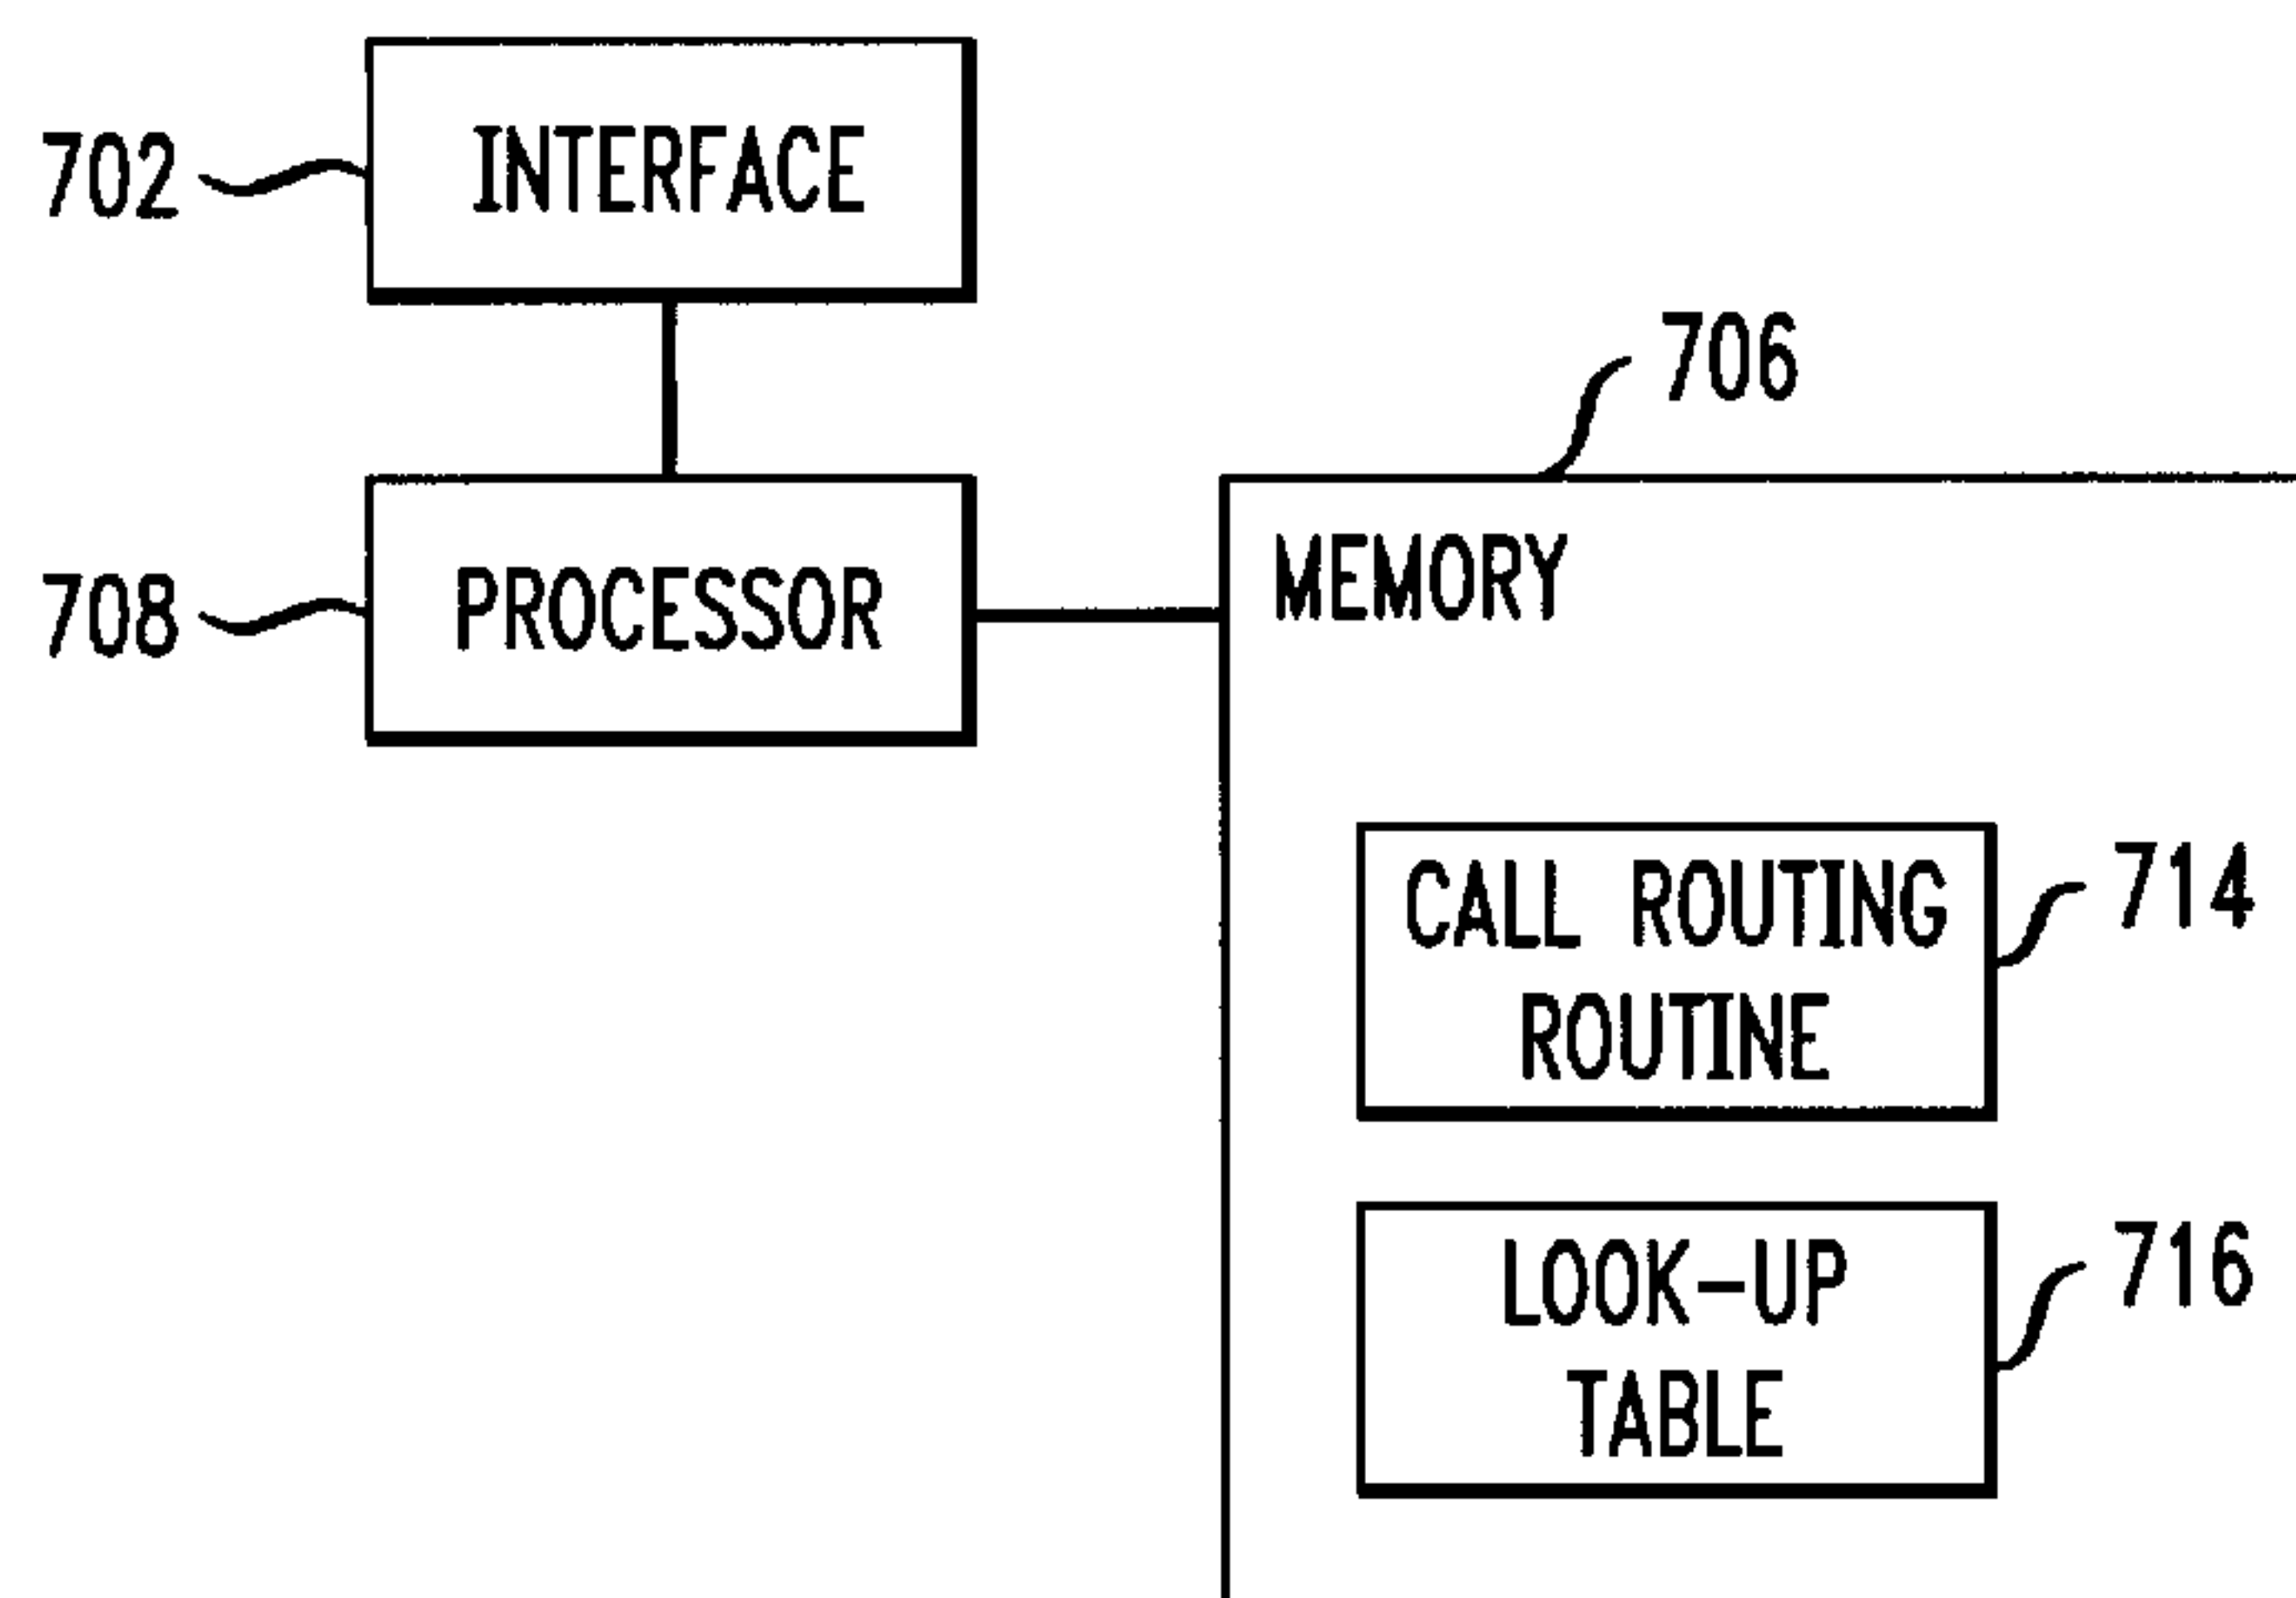 702
INTERFACE
706
708
PROCESSOR
MEMORY
CALL ROUTING
ROUTINE
714
LOOK-UP
TABLE
716